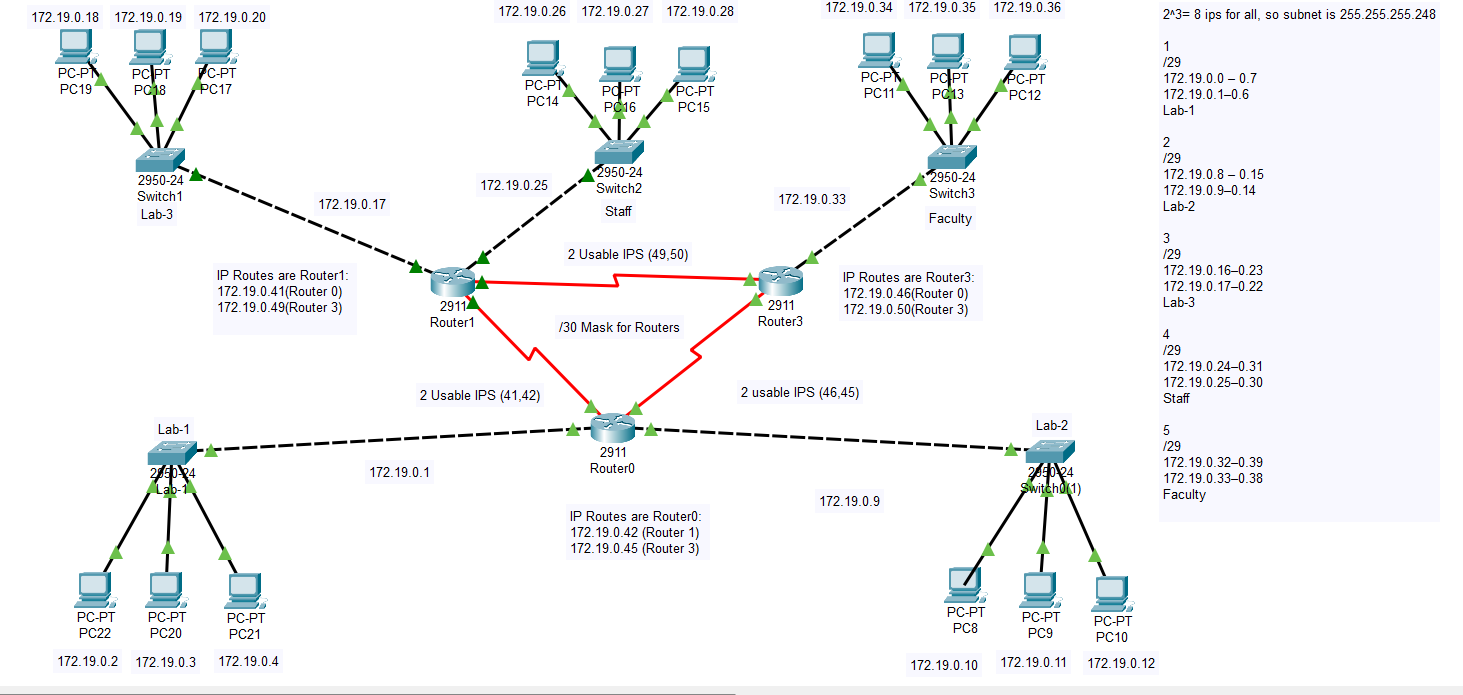 172.19.0.18
172.19.0.19
172.19.0.20
172.19.0.26
172.19.0.27
172.19.0.28
172.19.0.34
172.19.0.35
172.19.0.36
PC-PT
PC19
PC-PT
PC18
PC-PT
PC17
PC-PT
PC14
PC-PT
PC16
PC-PT
PC15
PC-PT
PC11
PC-PT
PC13
PC-PT
PC12
2950-24
Switch1
Lab-3
2950-24
Switch2
Staff
2950-24
Switch3
Faculty
172.19.0.17
172.19.0.25
172.19.0.33
2 Usable IPS (49,50)
IP Routes are Router1:
172.19.0.41(Router 0)
172.19.0.49(Router 3)
2911
Router1
2911
Router3
IP Routes are Router3:
172.19.0.46(Router 0)
172.19.0.50(Router 3)
/30 Mask for Routers
2 Usable IPS (41,42)
2 usable IPS (46,45)
Lab-1
2950-24
Lab-1
172.19.0.1
2911
Router0
Lab-2
2950-24
Switch0(1)
172.19.0.9
IP Routes are Router0:
172.19.0.42 (Router 1)
172.19.0.45 (Router 3)
PC-PT
PC22
PC-PT
PC20
PC-PT
PC21
172.19.0.2
172.19.0.3
172.19.0.4
PC-PT
PC8
PC-PT
PC9
PC-PT
PC10
172.19.0.10
172.19.0.11
172.19.0.12
2^3= 8 ips for all, so subnet is 255.255.255.248
1
/29
172.19.0.0 – 0.7
172.19.0.1–0.6
Lab-1
2
/29
172.19.0.8 – 0.15
172.19.0.9–0.14
Lab-2
3
/29
172.19.0.16–0.23
172.19.0.17–0.22
Lab-3
4
/29
172.19.0.24–0.31
172.19.0.25–0.30
Staff
5
/29
172.19.0.32–0.39
172.19.0.33–0.38
Faculty